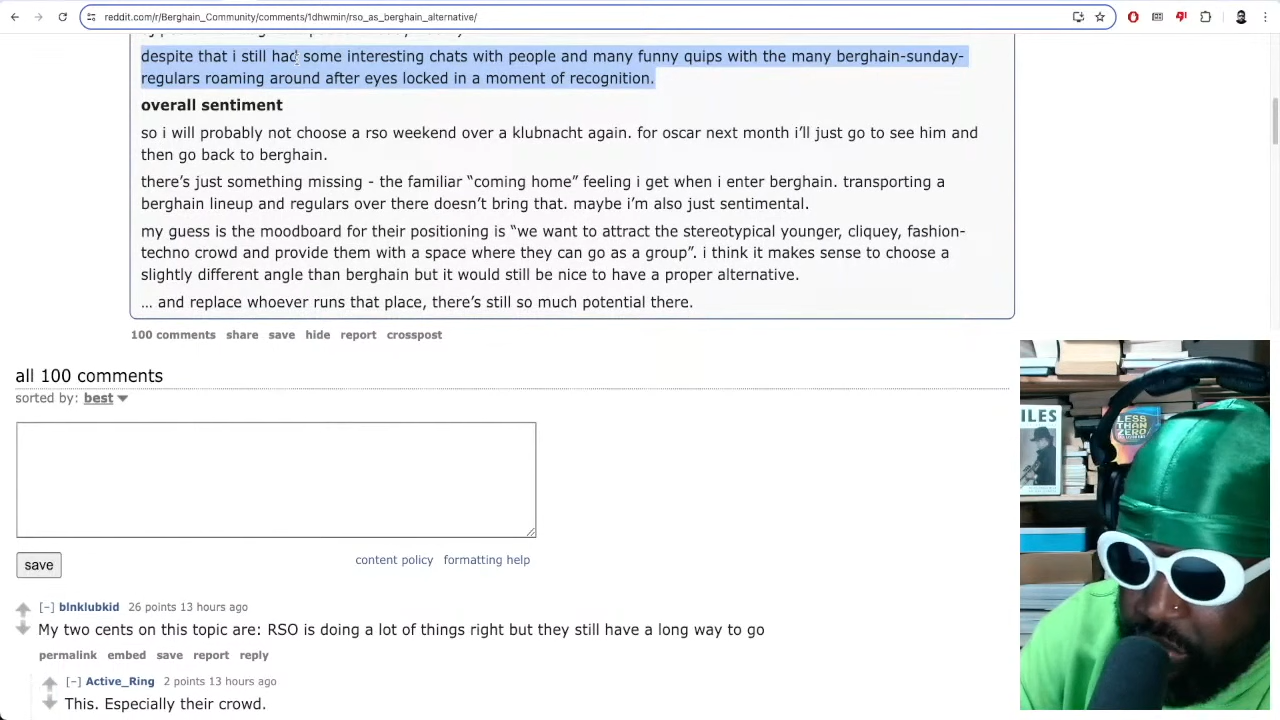 reddit.com/r/Berghain_Community/comments/1dhwmin/rso_as_berghain_alternative/
despite that i still had some interesting chats with people and many funny quips with the many berghain-sunday-
regulars roaming around after eyes locked in a moment of recognition.
overall sentiment
so i will probably not choose a rso weekend over a klubnacht again. for oscar next month i’ll just go to see him and
then go back to berghain.
there’s just something missing - the familiar “coming home” feeling i get when i enter berghain. transporting a
berghain lineup and regulars over there doesn’t bring that. maybe i’m also just sentimental.
my guess is the moodboard for their positioning is “we want to attract the stereotypical younger, cliquey, fashion-
techno crowd and provide them with a space where they can go as a group”. i think it makes sense to choose a
slightly different angle than berghain but it would still be nice to have a proper alternative.
… and replace whoever runs that place, there’s still so much potential there.
100 comments share save hide report crosspost
all 100 comments
sorted by: best
save
content policy formatting help
[–] blnklubkid 26 points 13 hours ago
My two cents on this topic are: RSO is doing a lot of things right but they still have a long way to go
permalink embed save report reply
[–] Active_Ring 2 points 13 hours ago
This. Especially their crowd.
ILES
LESS
THAN
ZERO